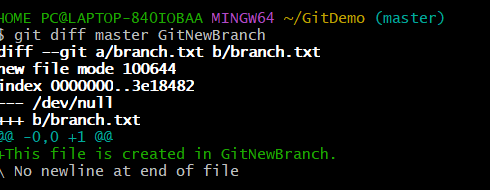 HOME PC@LAPTOP-840IOBAA MINGW64 ~/GitDemo (master)
$ git diff master GitNewBranch
diff --git a/branch.txt b/branch.txt
new file mode 100644
index 0000000..3e18482
--- /dev/null
+++ b/branch.txt
@@ -0,0 +1 @@
+This file is created in GitNewBranch.
\ No newline at end of file